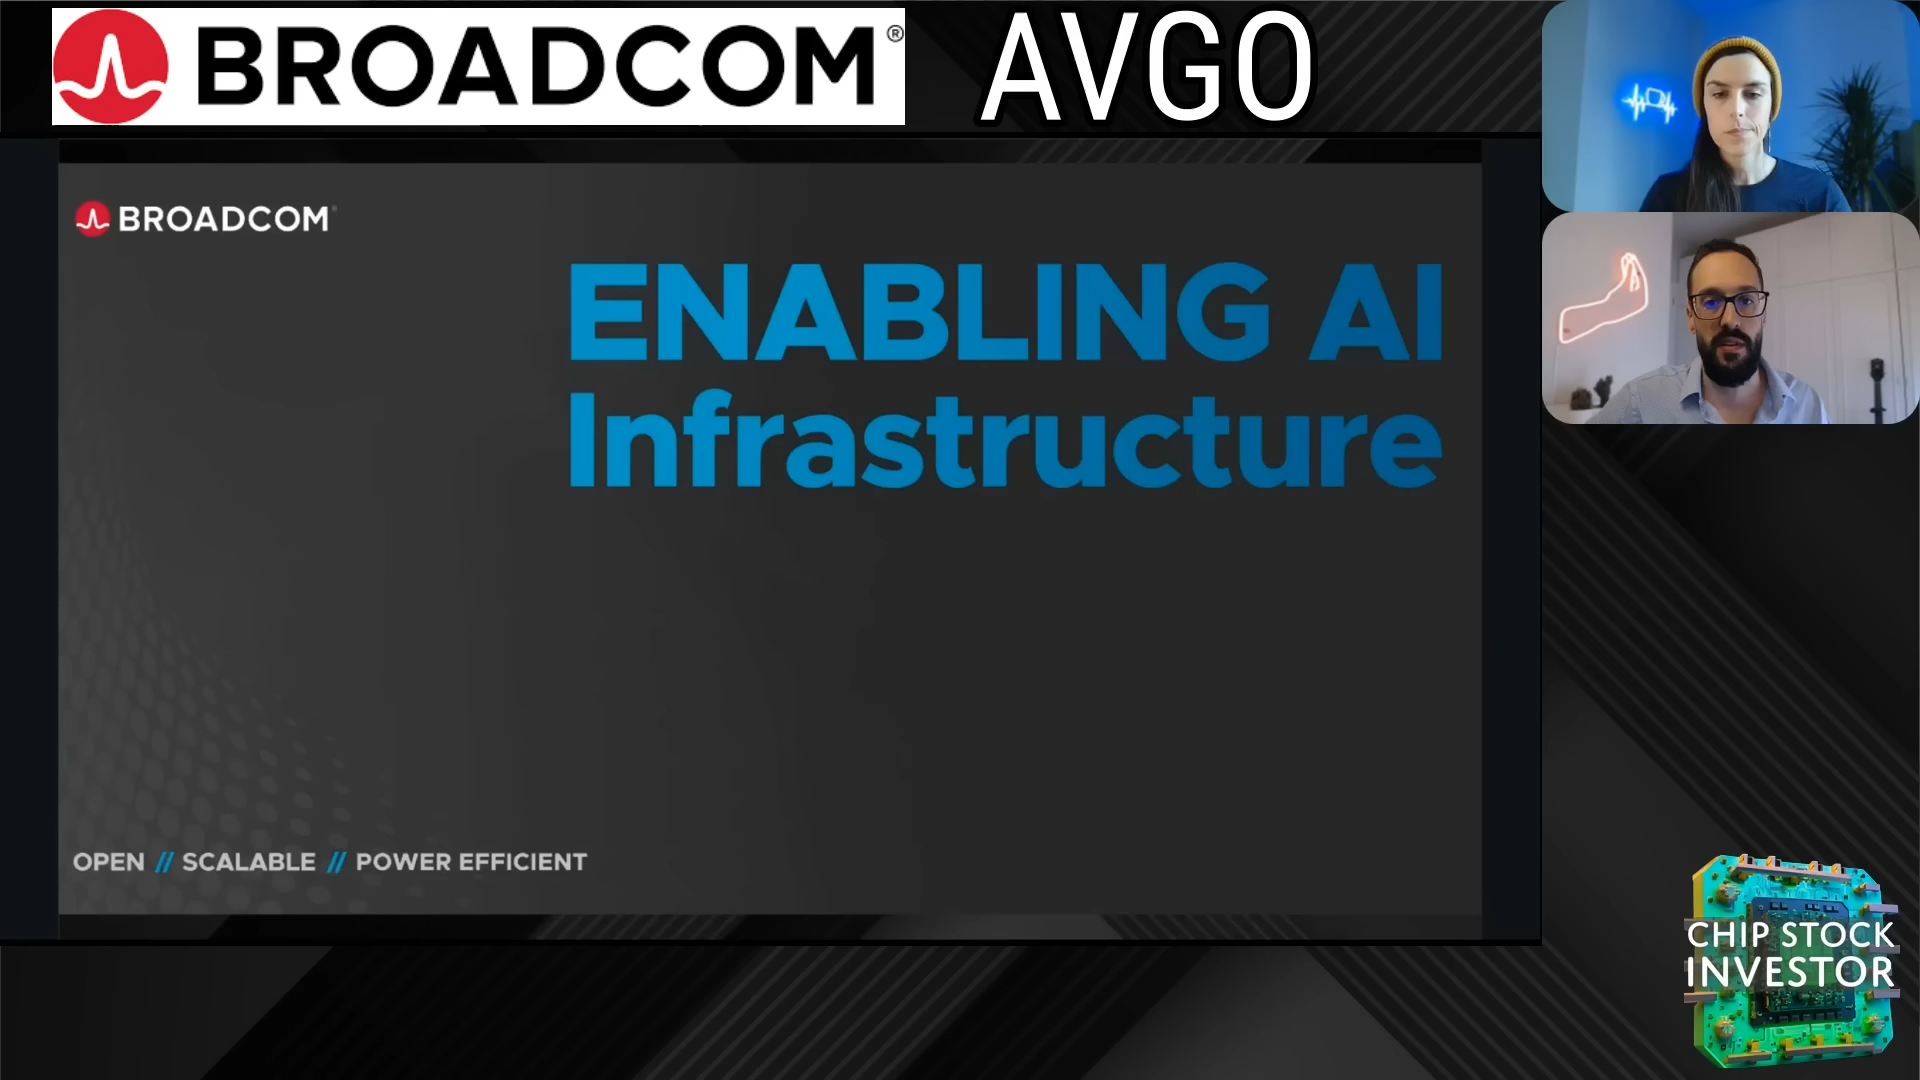 BROADCOM®
AVGO
BROADCOM
ENABLING AI
Infrastructure
OPEN // SCALABLE // POWER EFFICIENT
CHIP STOCK
INVESTOR